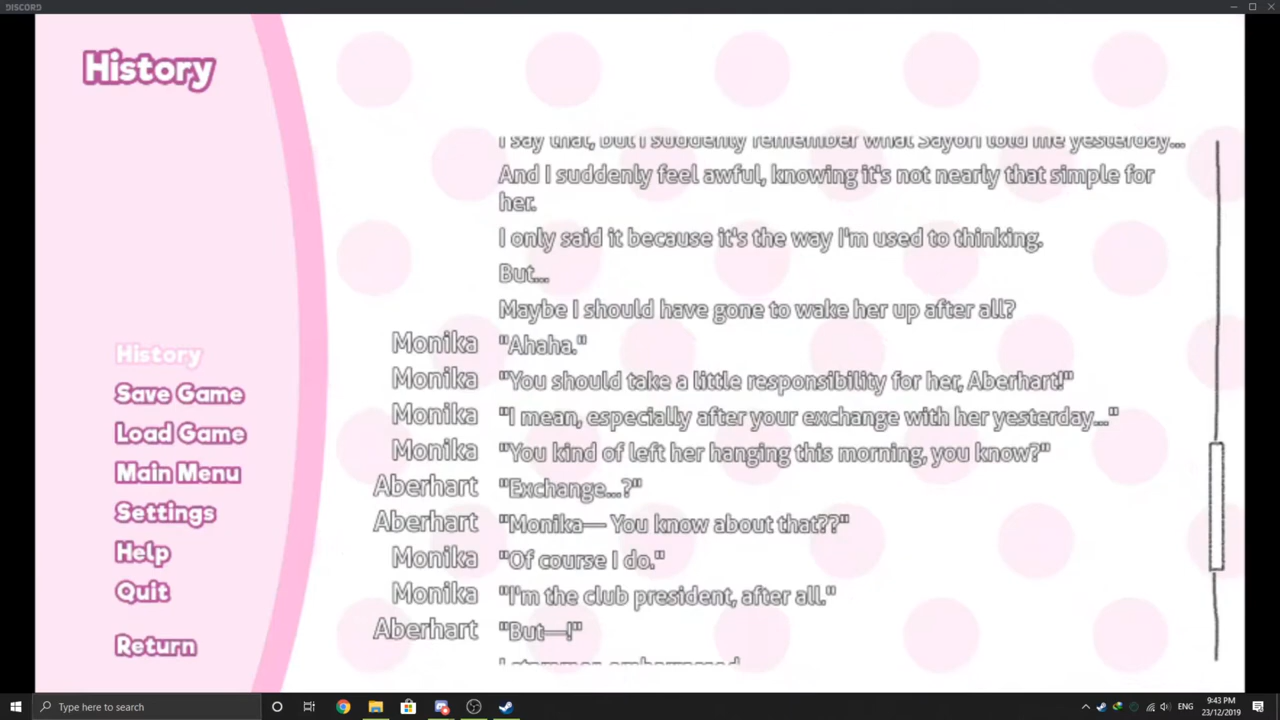 DISCORD
History
I say that, but I suddenly remember what Sayori told me yesterday...
And I suddenly feel awful, knowing it's not nearly that simple for
her.
I only said it because it's the way I'm used to thinking.
But...
Maybe I should have gone to wake her up after all?
Monika "Ahaha."
Monika "You should take a little responsibility for her, Aberhart!"
Monika "I mean, especially after your exchange with her yesterday..."
Monika "You kind of left her hanging this morning, you know?"
Aberhart "Exchange...?"
Aberhart "Monika— You know about that??"
Monika "Of course I do."
Monika "I'm the club president, after all."
Aberhart "But—!"
I stammer, embarrassed.
History
Save Game
Load Game
Main Menu
Settings
Help
Quit
Return
Type here to search
ENG
9:43 PM
23/12/2019